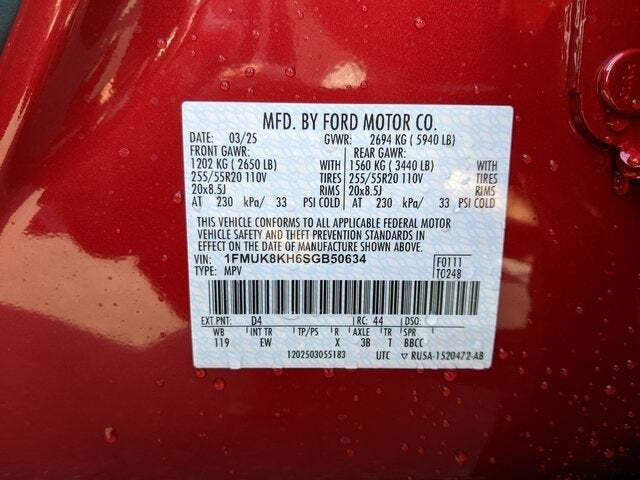 MFD. BY FORD MOTOR CO.
DATE: 03/25 GVWR: 2694 KG ( 5940 LB)
FRONT GAWR: REAR GAWR:
1202 KG ( 2650 LB) WITH 1560 KG ( 3440 LB) WITH
255/55R20 110V TIRES 255/55R20 110V TIRES
20x8.5J RIMS 20x8.5J RIMS
AT 230 kPa/ 33 PSI COLD AT 230 kPa/ 33 PSI COLD
THIS VEHICLE CONFORMS TO ALL APPLICABLE FEDERAL MOTOR
VEHICLE SAFETY AND THEFT PREVENTION STANDARDS IN
EFFECT ON THE DATE OF MANUFACTURE SHOWN ABOVE.
VIN: 1FMUK8KH6SGB50634 F0111
TYPE: MPV T0248
EXT PNT: D4 RC: 44 DSO:
WB INT TR TP/PS R AXLE TR SPR
119 EW X 3B T BBCC
1202503055183 UTC ▽ RU5A-1520472-AB